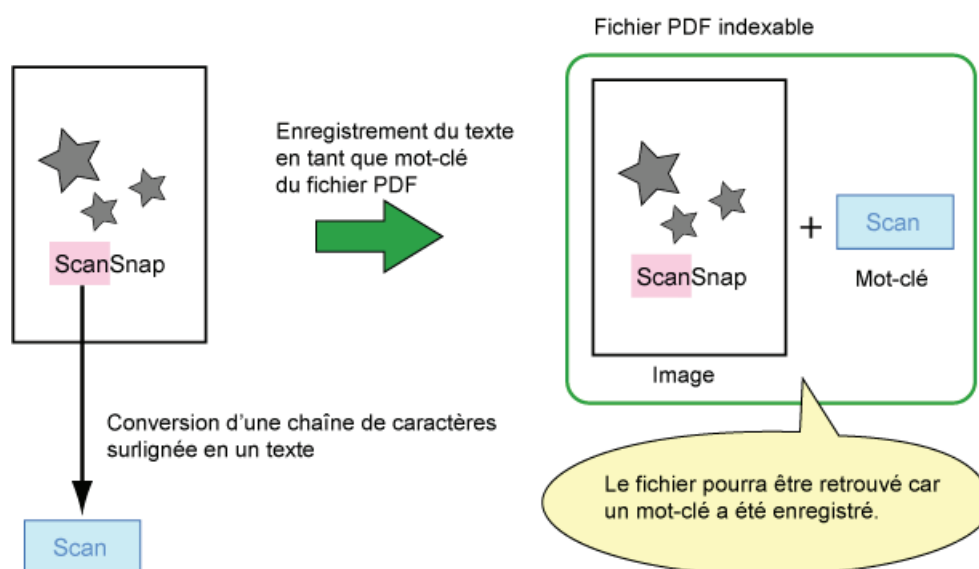 Fichier PDF indexable
Enregistrement du texte
en tant que mot-clé
du fichier PDF
ScanSnap
Conversion d’une chaîne de caractères
surlignée en un texte
Scan
ScanSnap
Image
+
Scan
Mot-clé
Le fichier pourra être retrouvé car
un mot-clé a été enregistré.